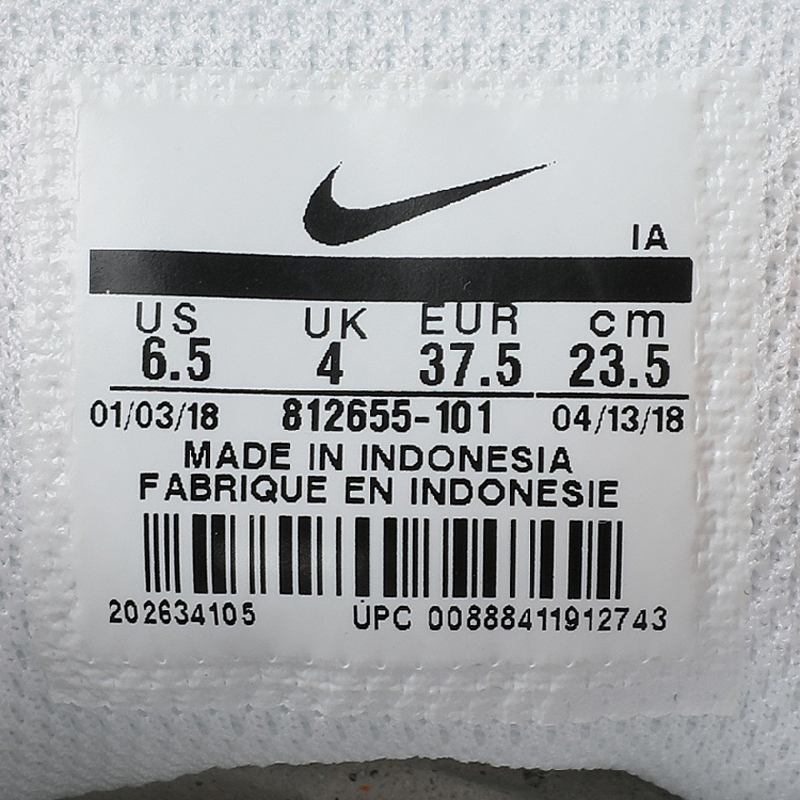 IA
US UK EUR cm
6.5 4 37.5 23.5
01/03/18 812655-101 04/13/18
MADE IN INDONESIA
FABRIQUE EN INDONESIE
202634105 UPC 00888411912743